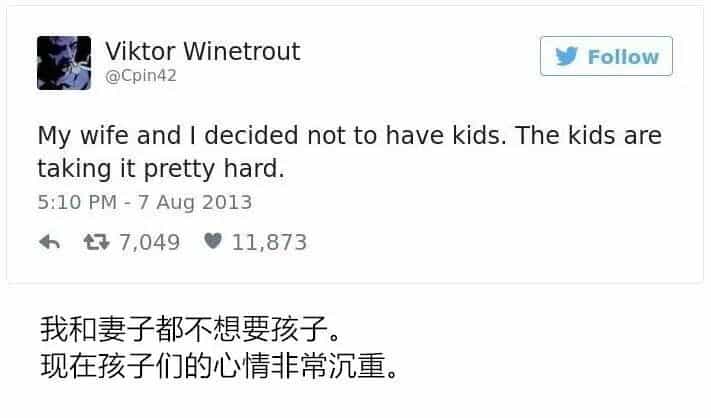 Viktor Winetrout
Follow
@Cpin42
My wife and I decided not to have kids. The kids are
taking it pretty hard.
5:10 PM - 7 Aug 2013
7,049 11,873
我和妻子都不想要孩子。
现在孩子们的心情非常沉重。